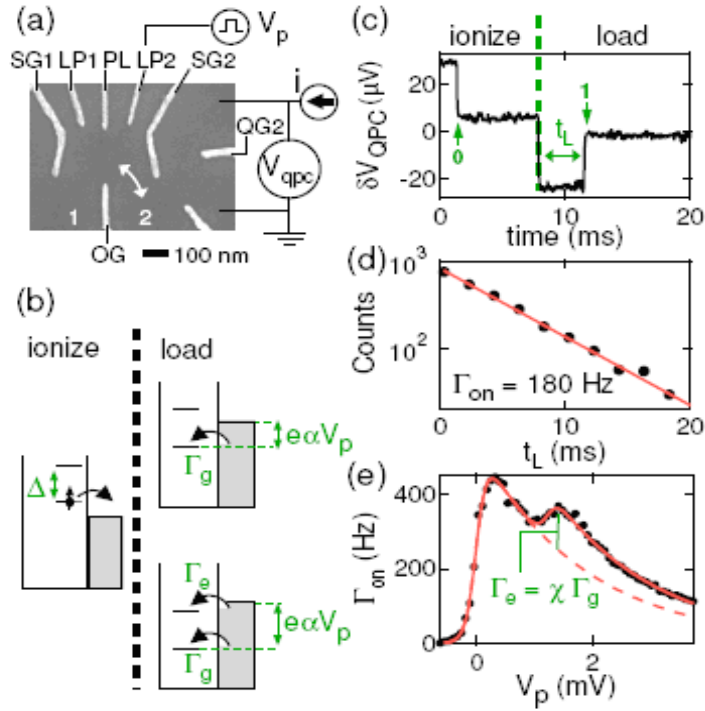 (a)
V_p
SG1 LP1 PL LP2 SG2
i
QG2
V_qpc
1 2
OG 100 nm
(b)
ionize load
Δ
eαV_p
Γ_g
Γ_e
eαV_p
Γ_g
(c)
ionize load
δV_QPC (μV)
20
0
-20
0
t_L
1
0 10 20
time (ms)
(d)
Counts
10^3
10^2
Γ_on = 180 Hz
0 10 20
t_L (ms)
(e)
Γ_on (Hz)
400
200
0
Γ_e = χ Γ_g
0 2
V_p (mV)